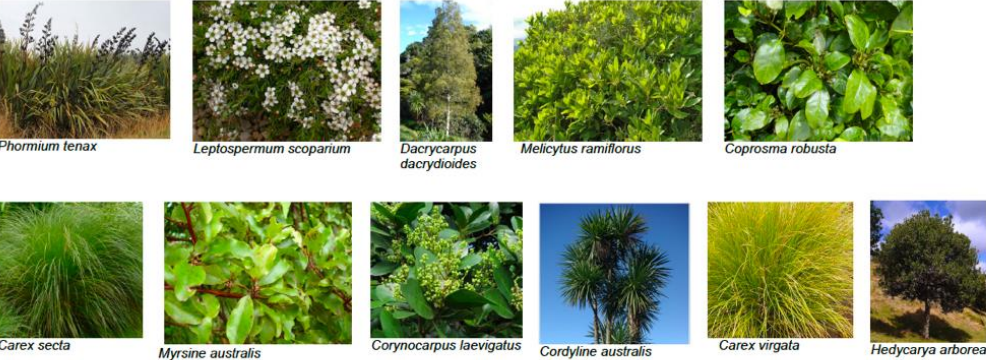 Phormium tenax
Leptospermum scoparium
Dacrycarpus
dacrydioides
Melicytus ramiflorus
Coprosma robusta
Carex secta
Myrsine australis
Corynocarpus laevigatus
Cordyline australis
Carex virgata
Hedycarya arborea